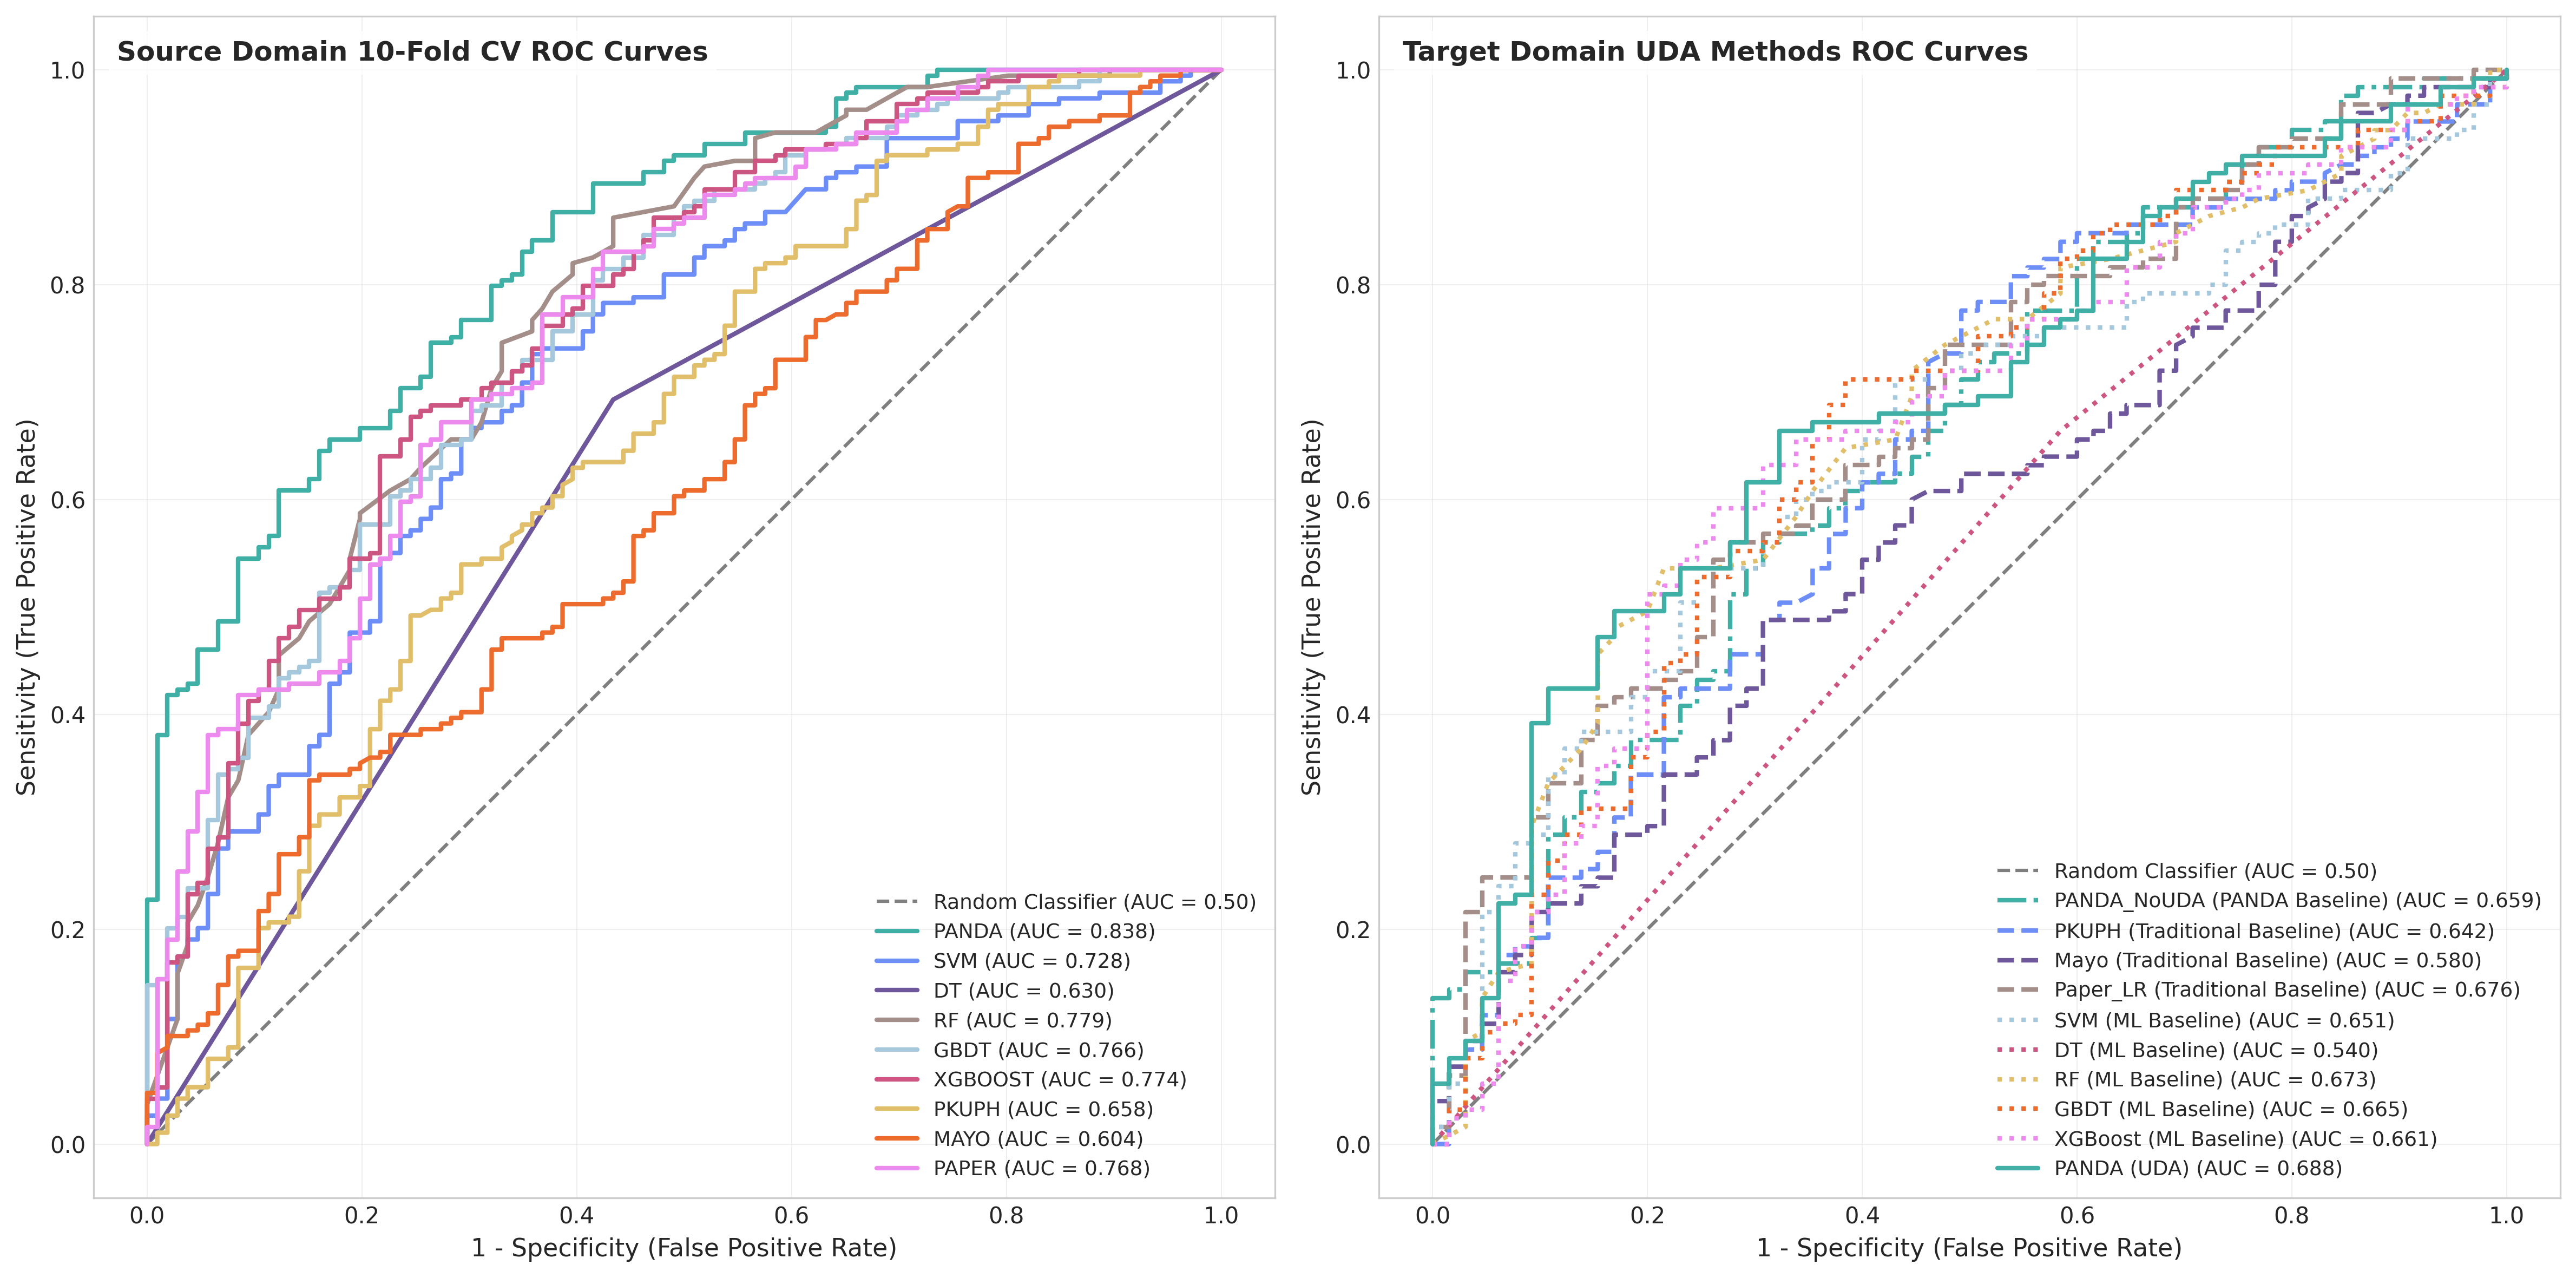 Source Domain 10-Fold CV ROC Curves
Sensitivity (True Positive Rate)
1.0
0.8
0.6
0.4
0.2
0.0
0.0 0.2 0.4 0.6 0.8 1.0
1 - Specificity (False Positive Rate)
Random Classifier (AUC = 0.50)
PANDA (AUC = 0.838)
SVM (AUC = 0.728)
DT (AUC = 0.630)
RF (AUC = 0.779)
GBDT (AUC = 0.766)
XGBOOST (AUC = 0.774)
PKUPH (AUC = 0.658)
MAYO (AUC = 0.604)
PAPER (AUC = 0.768)
Target Domain UDA Methods ROC Curves
Sensitivity (True Positive Rate)
1.0
0.8
0.6
0.4
0.2
0.0
0.0 0.2 0.4 0.6 0.8 1.0
1 - Specificity (False Positive Rate)
Random Classifier (AUC = 0.50)
PANDA_NoUDA (PANDA Baseline) (AUC = 0.659)
PKUPH (Traditional Baseline) (AUC = 0.642)
Mayo (Traditional Baseline) (AUC = 0.580)
Paper_LR (Traditional Baseline) (AUC = 0.676)
SVM (ML Baseline) (AUC = 0.651)
DT (ML Baseline) (AUC = 0.540)
RF (ML Baseline) (AUC = 0.673)
GBDT (ML Baseline) (AUC = 0.665)
XGBoost (ML Baseline) (AUC = 0.661)
PANDA (UDA) (AUC = 0.688)